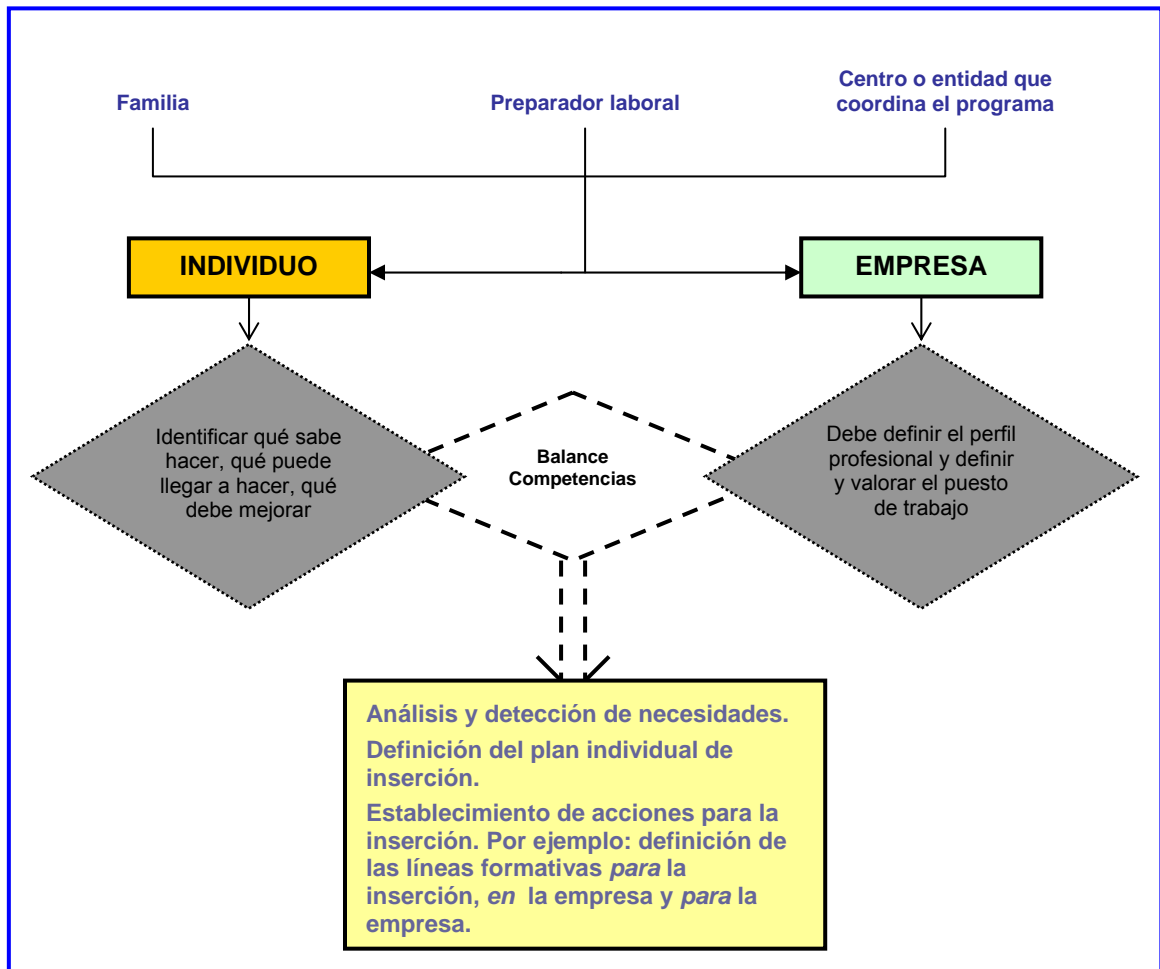 Familia
Preparador laboral
Centro o entidad que
coordina el programa
INDIVIDUO
EMPRESA
Identificar qué sabe
hacer, qué puede
llegar a hacer, qué
debe mejorar
Balance
Competencias
Debe definir el perfil
profesional y definir
y valorar el puesto
de trabajo
Análisis y detección de necesidades.
Definición del plan individual de
inserción.
Establecimiento de acciones para la
inserción. Por ejemplo: definición de
las líneas formativas para la
inserción, en la empresa y para la
empresa.